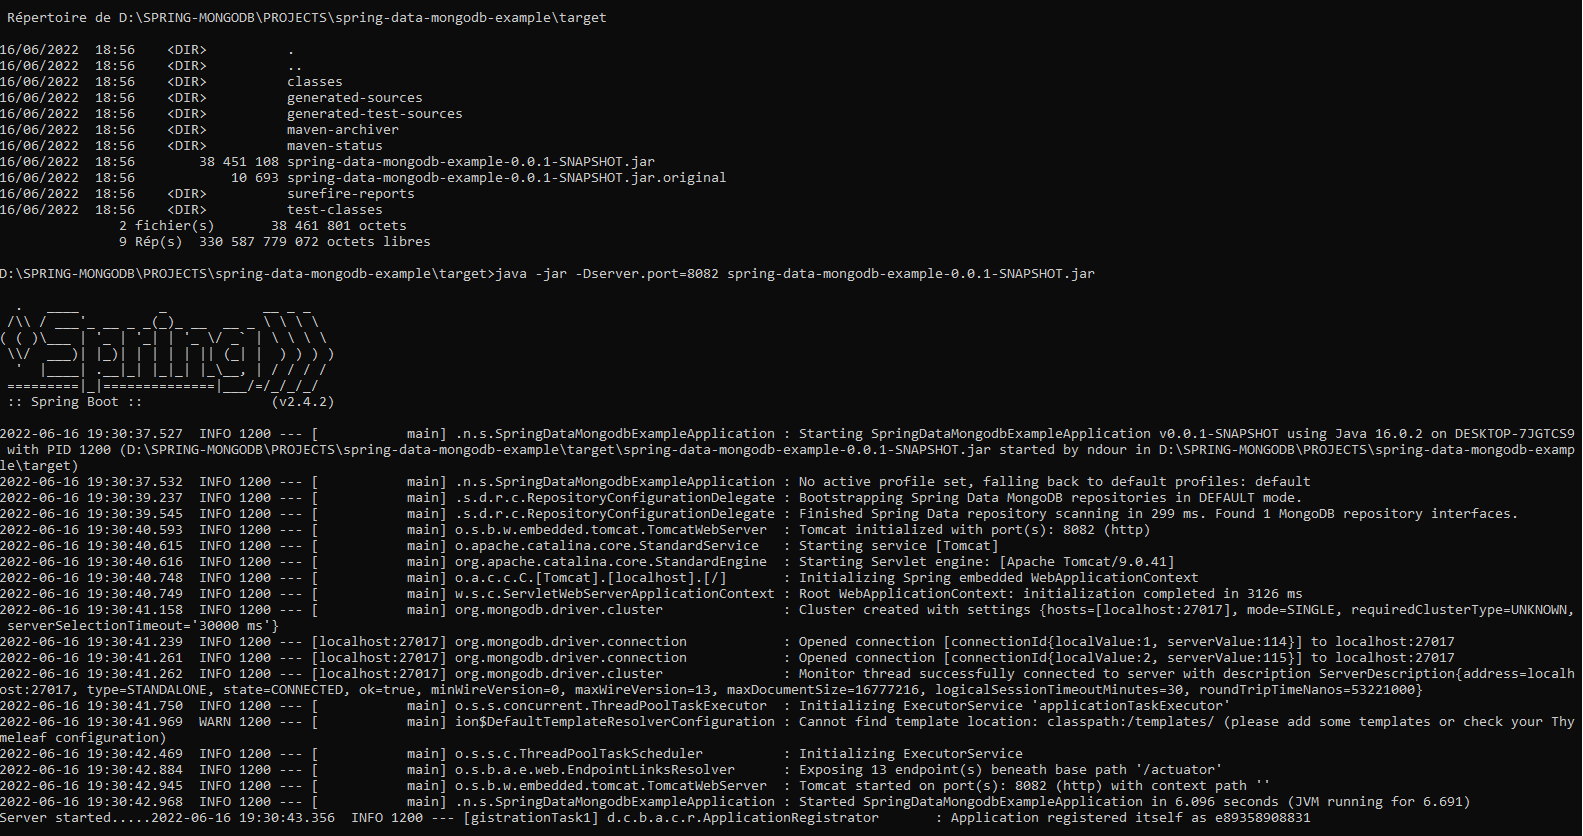 Répertoire de D:\SPRING-MONGODB\PROJECTS\spring-data-mongodb-example\target

16/06/2022  18:56    <DIR>          .
16/06/2022  18:56    <DIR>          ..
16/06/2022  18:56    <DIR>          classes
16/06/2022  18:56    <DIR>          generated-sources
16/06/2022  18:56    <DIR>          generated-test-sources
16/06/2022  18:56    <DIR>          maven-archiver
16/06/2022  18:56    <DIR>          maven-status
16/06/2022  18:56        38 451 108 spring-data-mongodb-example-0.0.1-SNAPSHOT.jar
16/06/2022  18:56            10 693 spring-data-mongodb-example-0.0.1-SNAPSHOT.jar.original
16/06/2022  18:56    <DIR>          surefire-reports
16/06/2022  18:56    <DIR>          test-classes
               2 fichier(s)       38 461 801 octets
               9 Rép(s)  330 587 779 072 octets libres

D:\SPRING-MONGODB\PROJECTS\spring-data-mongodb-example\target>java -jar -Dserver.port=8082 spring-data-mongodb-example-0.0.1-SNAPSHOT.jar

  .   ____          _            __ _ _
 /\\ / ___'_ __ _ _(_)_ __  __ _ \ \ \ \
( ( )\___ | '_ | '_| | '_ \/ _` | \ \ \ \
 \\/  ___)| |_)| | | | | || (_| |  ) ) ) )
  '  |____| .__|_| |_|_| |_\__, | / / / /
 =========|_|==============|___/=/_/_/_/
 :: Spring Boot ::                (v2.4.2)

2022-06-16 19:30:37.527  INFO 1200 --- [           main] .n.s.SpringDataMongodbExampleApplication : Starting SpringDataMongodbExampleApplication v0.0.1-SNAPSHOT using Java 16.0.2 on DESKTOP-7JGTCS9
 with PID 1200 (D:\SPRING-MONGODB\PROJECTS\spring-data-mongodb-example\target\spring-data-mongodb-example-0.0.1-SNAPSHOT.jar started by ndour in D:\SPRING-MONGODB\PROJECTS\spring-data-mongodb-examp
le\target)
2022-06-16 19:30:37.532  INFO 1200 --- [           main] .n.s.SpringDataMongodbExampleApplication : No active profile set, falling back to default profiles: default
2022-06-16 19:30:39.237  INFO 1200 --- [           main] .s.d.r.c.RepositoryConfigurationDelegate : Bootstrapping Spring Data MongoDB repositories in DEFAULT mode.
2022-06-16 19:30:39.545  INFO 1200 --- [           main] .s.d.r.c.RepositoryConfigurationDelegate : Finished Spring Data repository scanning in 299 ms. Found 1 MongoDB repository interfaces.
2022-06-16 19:30:40.593  INFO 1200 --- [           main] o.s.b.w.embedded.tomcat.TomcatWebServer  : Tomcat initialized with port(s): 8082 (http)
2022-06-16 19:30:40.615  INFO 1200 --- [           main] o.apache.catalina.core.StandardService   : Starting service [Tomcat]
2022-06-16 19:30:40.616  INFO 1200 --- [           main] org.apache.catalina.core.StandardEngine  : Starting Servlet engine: [Apache Tomcat/9.0.41]
2022-06-16 19:30:40.748  INFO 1200 --- [           main] o.a.c.c.C.[Tomcat].[localhost].[/]       : Initializing Spring embedded WebApplicationContext
2022-06-16 19:30:40.749  INFO 1200 --- [           main] w.s.c.ServletWebServerApplicationContext : Root WebApplicationContext: initialization completed in 3126 ms
2022-06-16 19:30:41.158  INFO 1200 --- [           main] org.mongodb.driver.cluster               : Cluster created with settings {hosts=[localhost:27017], mode=SINGLE, requiredClusterType=UNKNOWN,
 serverSelectionTimeout='30000 ms'}
2022-06-16 19:30:41.239  INFO 1200 --- [localhost:27017] org.mongodb.driver.connection            : Opened connection [connectionId{localValue:1, serverValue:114}] to localhost:27017
2022-06-16 19:30:41.261  INFO 1200 --- [localhost:27017] org.mongodb.driver.connection            : Opened connection [connectionId{localValue:2, serverValue:115}] to localhost:27017
2022-06-16 19:30:41.262  INFO 1200 --- [localhost:27017] org.mongodb.driver.cluster               : Monitor thread successfully connected to server with description ServerDescription{address=localh
ost:27017, type=STANDALONE, state=CONNECTED, ok=true, minWireVersion=0, maxWireVersion=13, maxDocumentSize=16777216, logicalSessionTimeoutMinutes=30, roundTripTimeNanos=53221000}
2022-06-16 19:30:41.750  INFO 1200 --- [           main] o.s.s.concurrent.ThreadPoolTaskExecutor  : Initializing ExecutorService 'applicationTaskExecutor'
2022-06-16 19:30:41.969  WARN 1200 --- [           main] ion$DefaultTemplateResolverConfiguration : Cannot find template location: classpath:/templates/ (please add some templates or check your Thy
meleaf configuration)
2022-06-16 19:30:42.469  INFO 1200 --- [           main] o.s.s.c.ThreadPoolTaskScheduler          : Initializing ExecutorService
2022-06-16 19:30:42.884  INFO 1200 --- [           main] o.s.b.a.e.web.EndpointLinksResolver      : Exposing 13 endpoint(s) beneath base path '/actuator'
2022-06-16 19:30:42.945  INFO 1200 --- [           main] o.s.b.w.embedded.tomcat.TomcatWebServer  : Tomcat started on port(s): 8082 (http) with context path ''
2022-06-16 19:30:42.968  INFO 1200 --- [           main] .n.s.SpringDataMongodbExampleApplication : Started SpringDataMongodbExampleApplication in 6.096 seconds (JVM running for 6.691)
Server started.....2022-06-16 19:30:43.356  INFO 1200 --- [gistrationTask1] d.c.b.a.c.r.ApplicationRegistrator       : Application registered itself as e89358908831